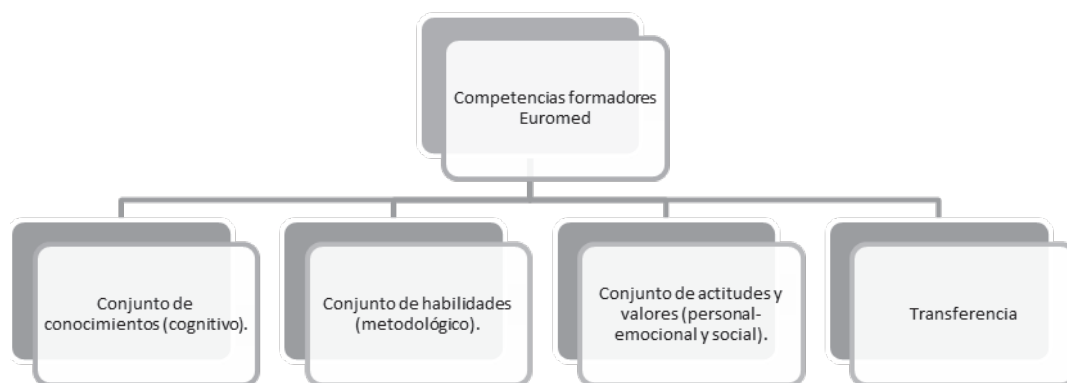 Competencias formadores
Euromed
Conjunto de
conocimientos (cognitivo).
Conjunto de habilidades
(metodológico).
Conjunto de actitudes y
valores (personal-
emocional y social).
Transferencia